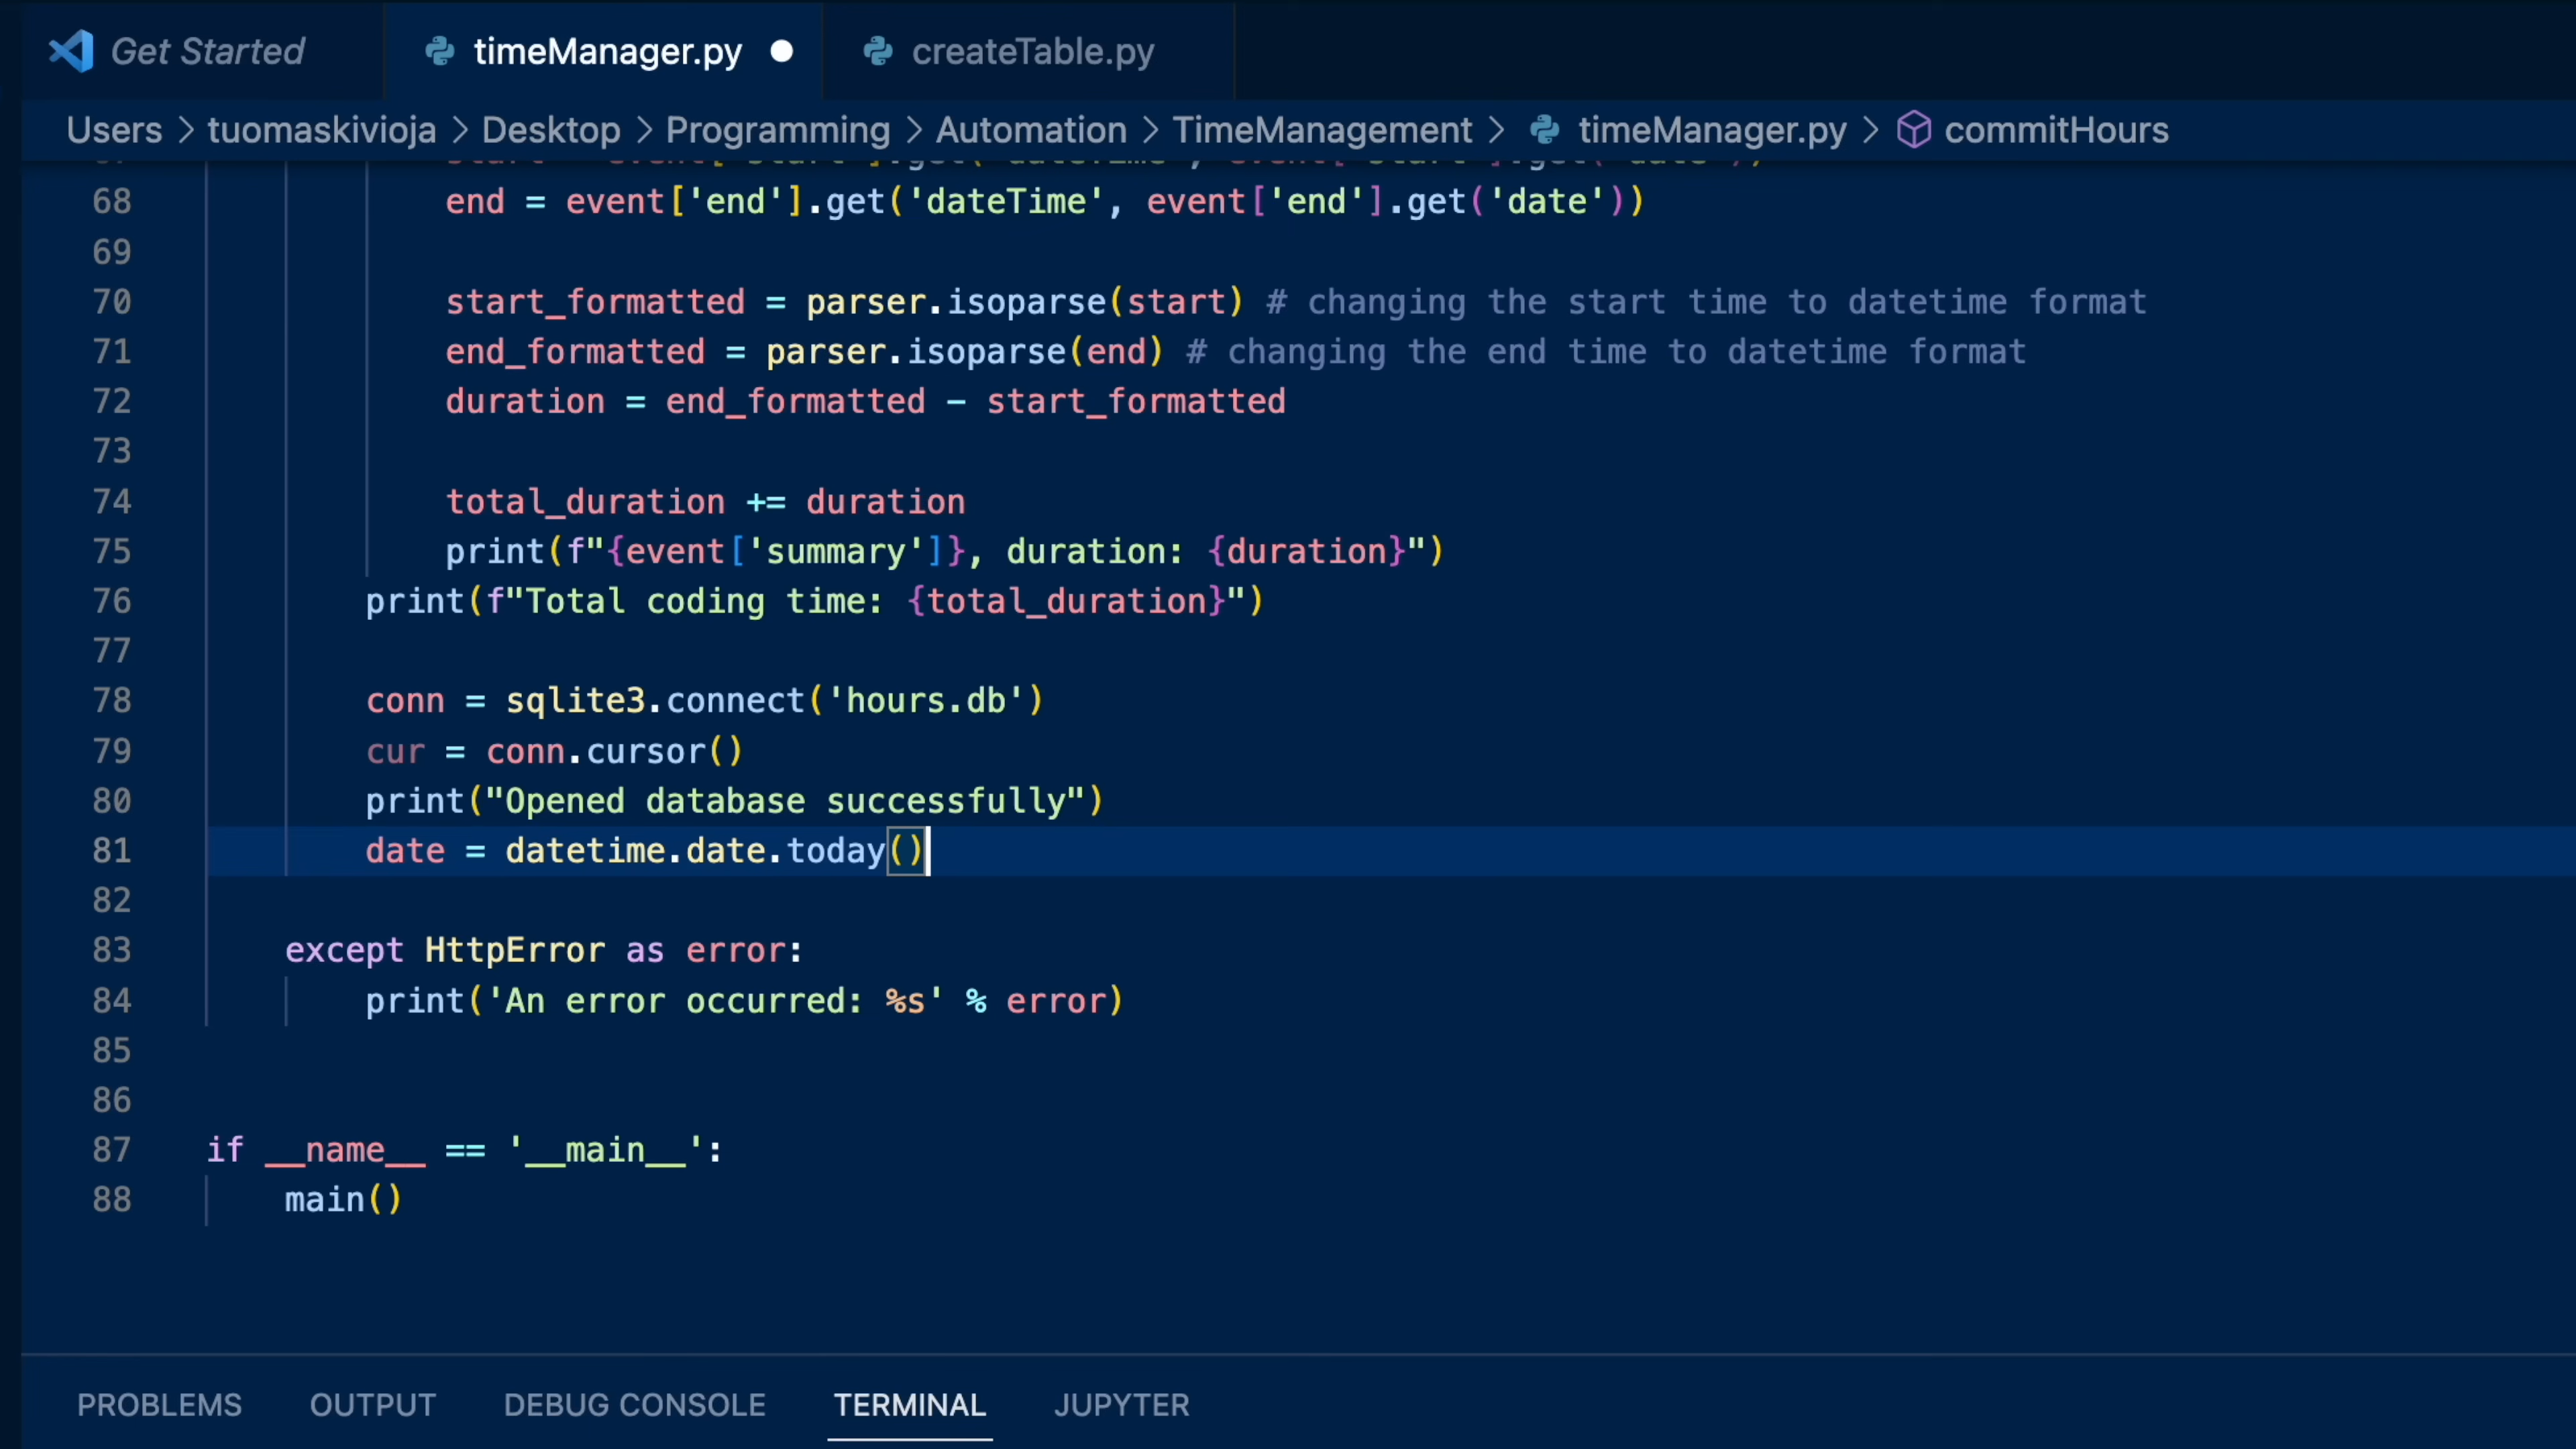 Get Started
timeManager.py
createTable.py
Users > tuomaskivioja > Desktop > Programming > Automation > TimeManagement > timeManager.py > commitHours
68 end = event['end'].get('dateTime', event['end'].get('date'))
69
70 start_formatted = parser.isoparse(start) # changing the start time to datetime format
71 end_formatted = parser.isoparse(end) # changing the end time to datetime format
72 duration = end_formatted - start_formatted
73
74 total_duration += duration
75 print(f"{event['summary']}, duration: {duration}")
76 print(f"Total coding time: {total_duration}")
77
78 conn = sqlite3.connect('hours.db')
79 cur = conn.cursor()
80 print("Opened database successfully")
81 date = datetime.date.today()
82
83 except HttpError as error:
84 print('An error occurred: %s' % error)
85
86
87 if __name__ == '__main__':
88 main()
PROBLEMS OUTPUT DEBUG CONSOLE TERMINAL JUPYTER